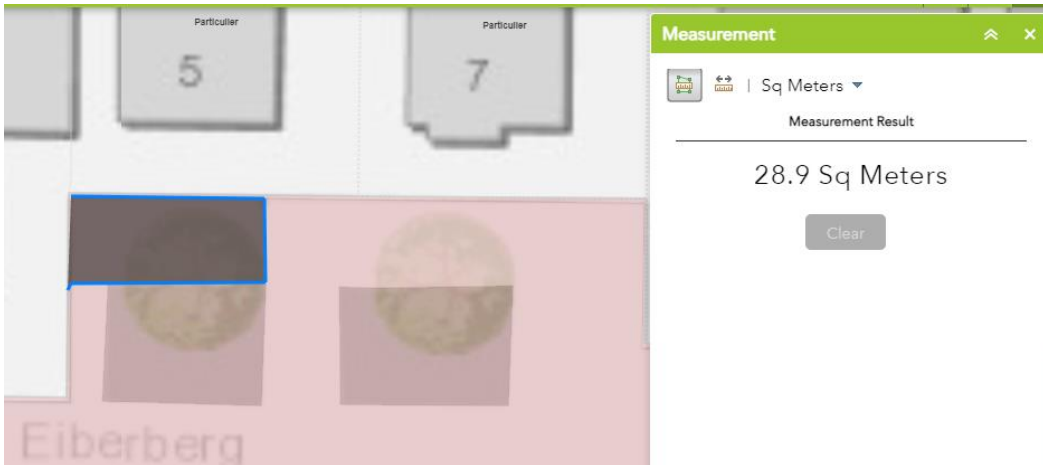 Particulier
5
Particulier
7
Eiberberg
Measurement
Sq Meters
Measurement Result
28.9 Sq Meters
Clear